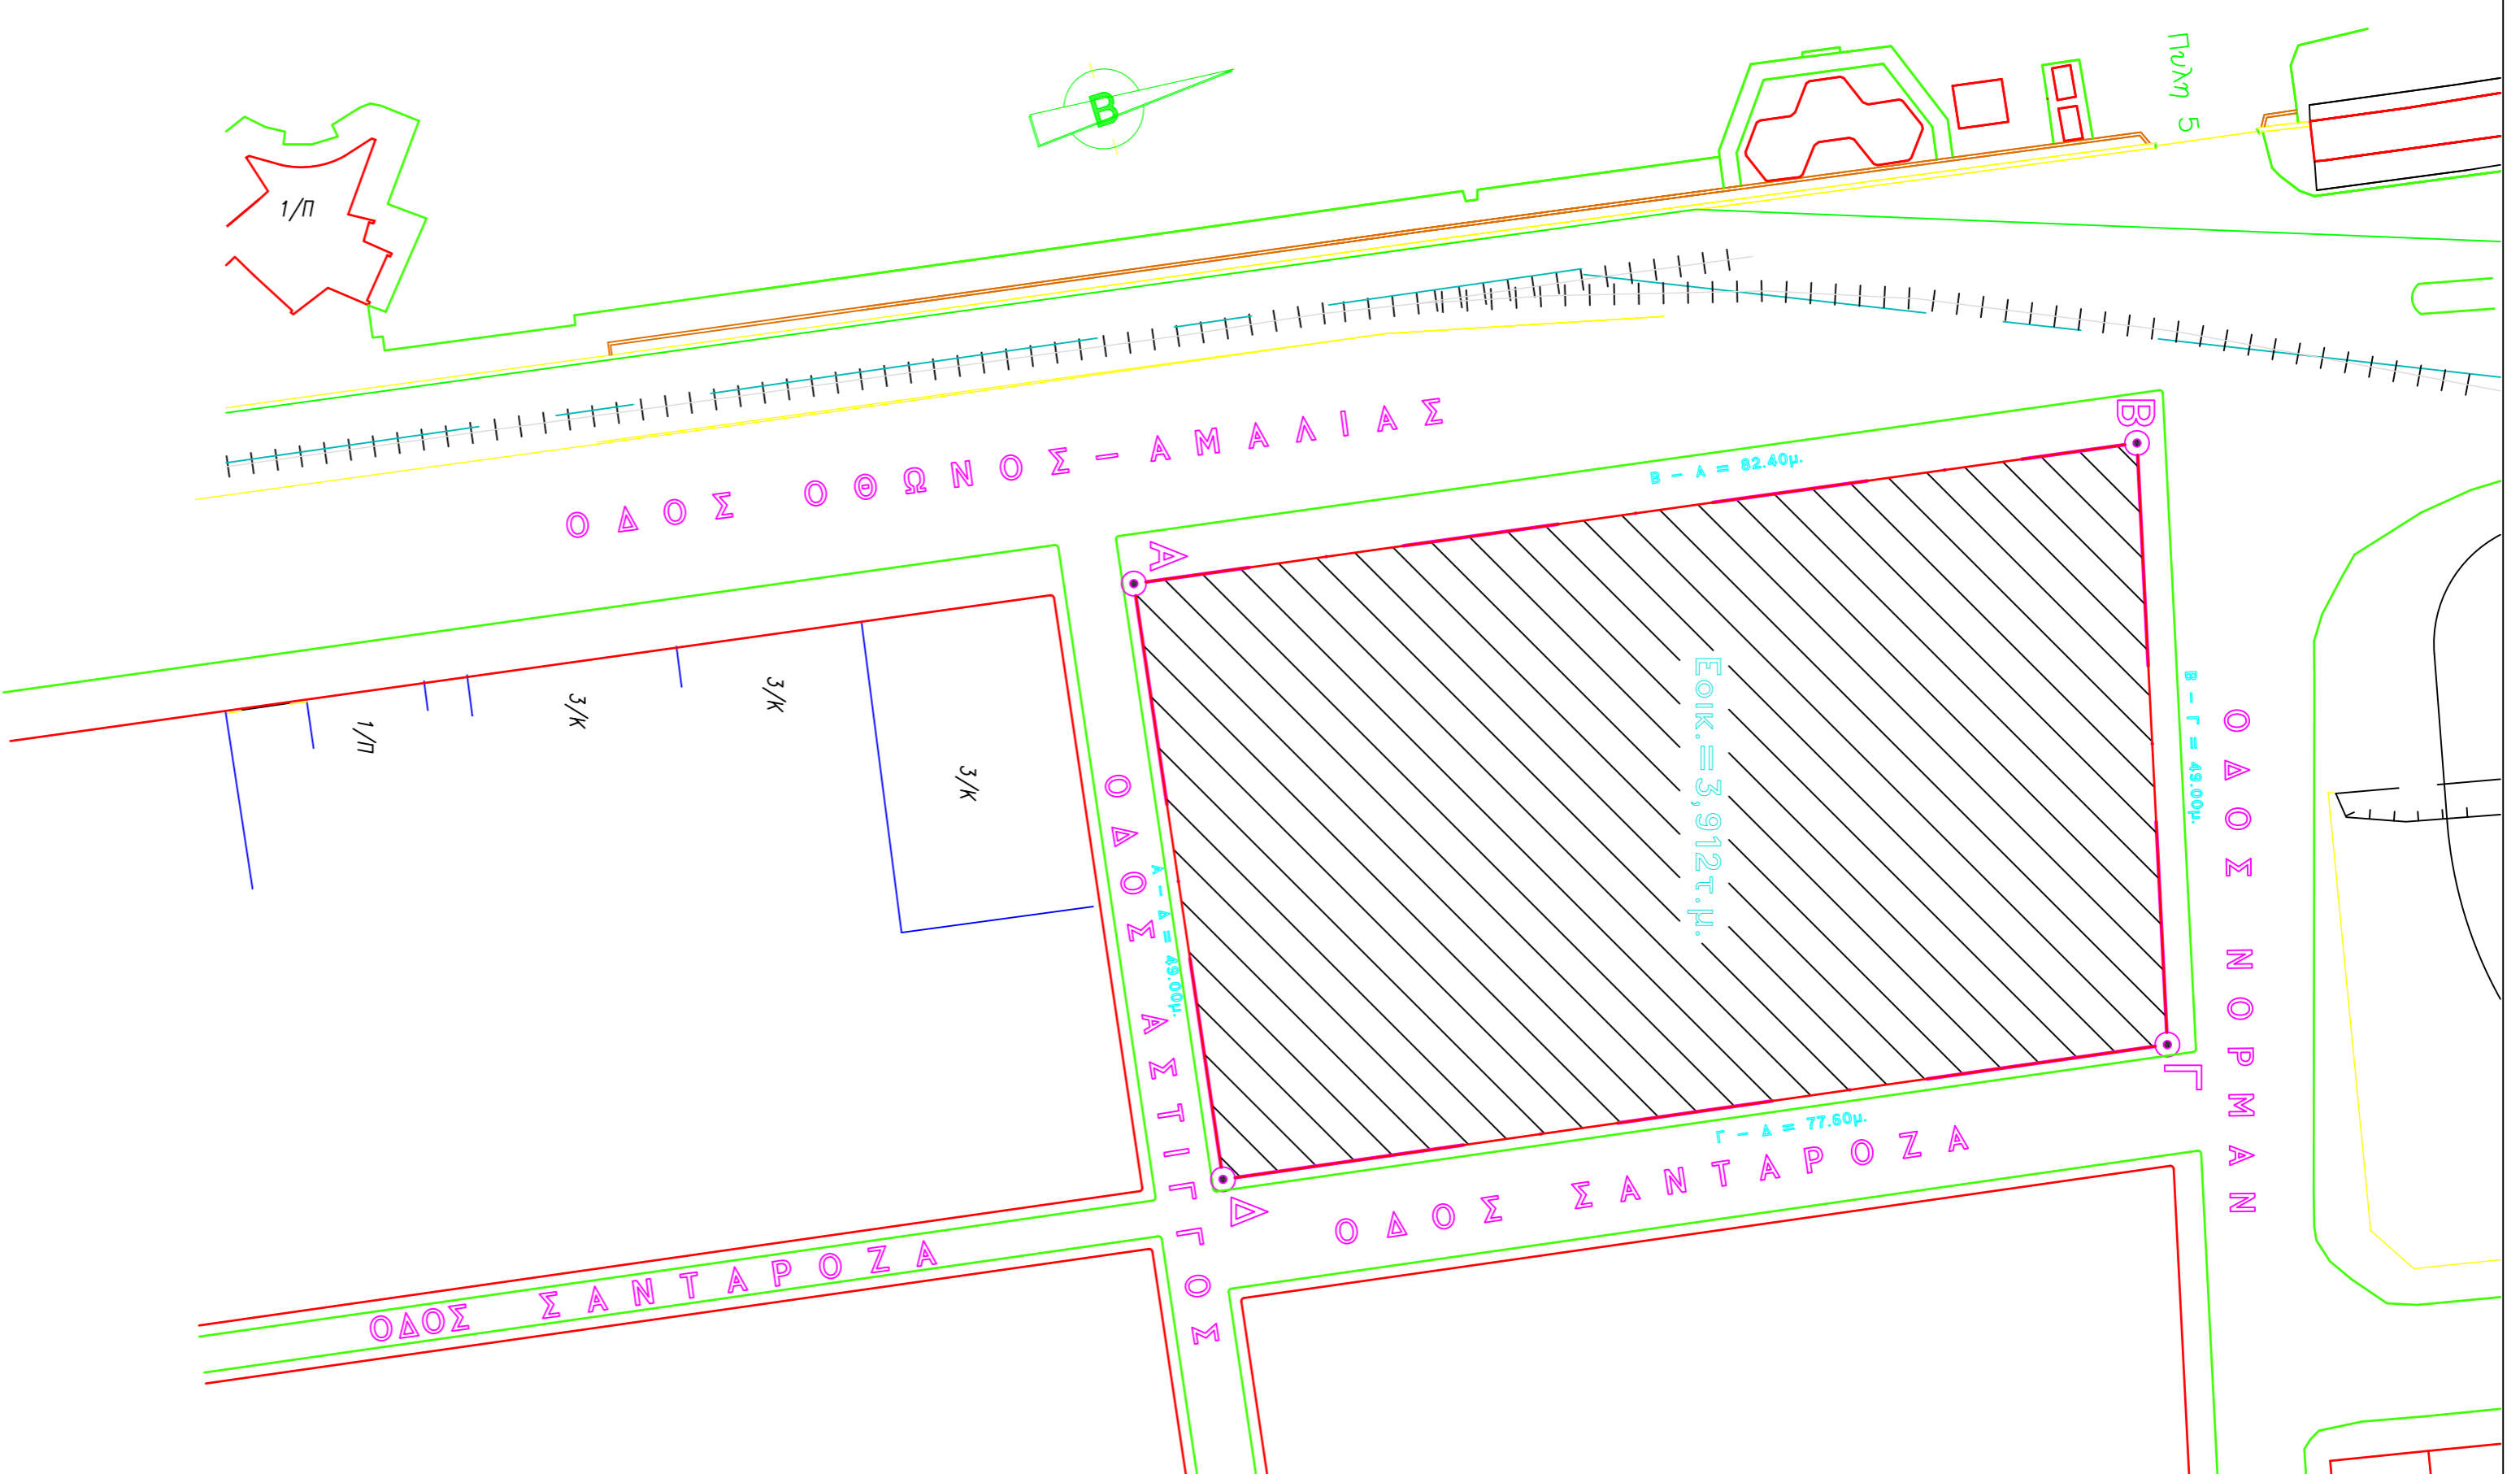 Πυλη 5
Β
1/Π
ΟΔΟΣ ΟΘΩΝΟΣ-ΑΜΑΛΙΑΣ
Β
Β - Α = 82.40μ.
Α
3/Κ
3/Κ
1/Π
3/Κ
Εοικ.=3,912τ.μ.
Β - Γ = 49.00μ.
ΟΔΟΣ ΝΟΡΜΑΝ
ΟΔΟΣ ΑΣΤΙΓΓΟΣ
Α - Δ = 49.00μ.
Γ
Γ - Δ = 77.60μ.
Δ
ΟΔΟΣ ΣΑΝΤΑΡΟΖΑ
ΟΔΟΣ ΣΑΝΤΑΡΟΖΑ